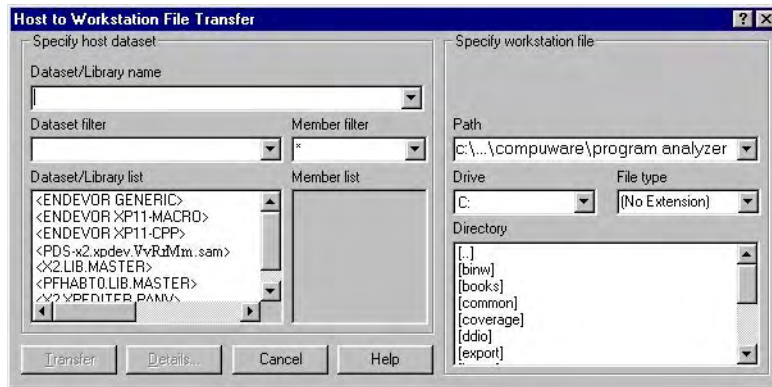 Host to Workstation File Transfer
Specify host dataset
Dataset/Library name
Dataset filter
Member filter
*
Dataset/Library list
Member list
<ENDEVOR GENERIC>
<ENDEVOR XP11-MACRO>
<ENDEVOR XP11-CPP>
<PDS-x2.xpdev.VvRrMm.sam>
<X2.LIB.MASTER>
<PFHABT0.LIB.MASTER>
<X2.XPEDITER.PANV>
Transfer
Details...
Cancel
Help
Specify workstation file
Path
c:\...\compuware\program analyzer
Drive
File type
C:
(No Extension)
Directory
[..]
[binw]
[books]
[common]
[coverage]
[ddio]
[export]